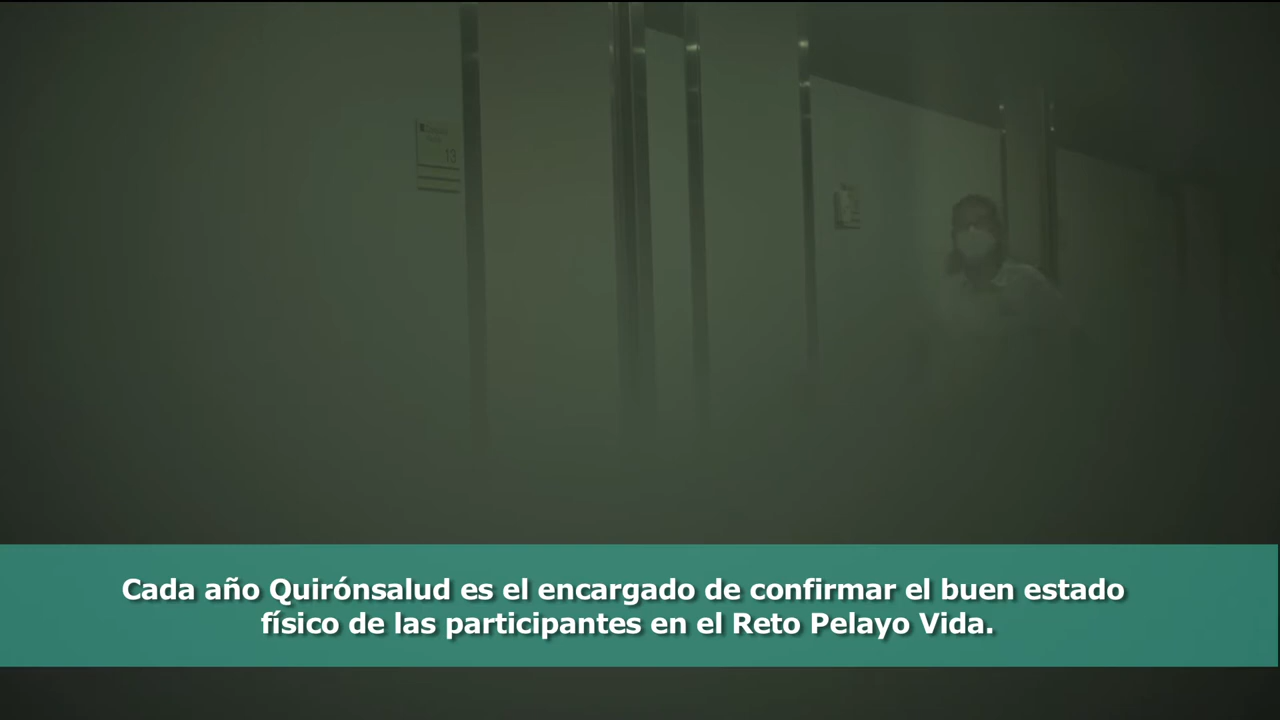 13
Cada año Quirónsalud es el encargado de confirmar el buen estado
físico de las participantes en el Reto Pelayo Vida.